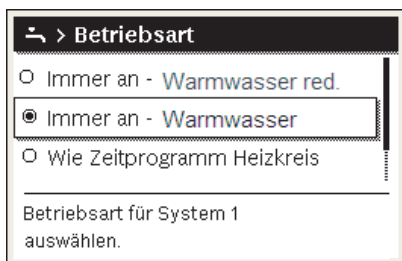 > Betriebsart
Immer an - Warmwasser red.
Immer an - Warmwasser
Wie Zeitprogramm Heizkreis
Betriebsart für System 1
auswählen.